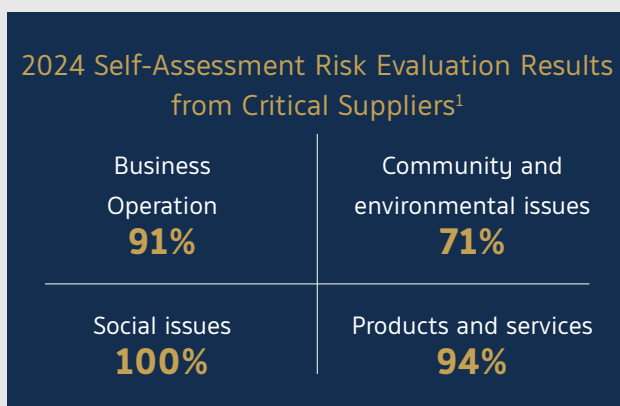 2024 Self-Assessment Risk Evaluation Results
from Critical Suppliers¹
Business
Operation
91%
Community and
environmental issues
71%
Social issues
100%
Products and services
94%